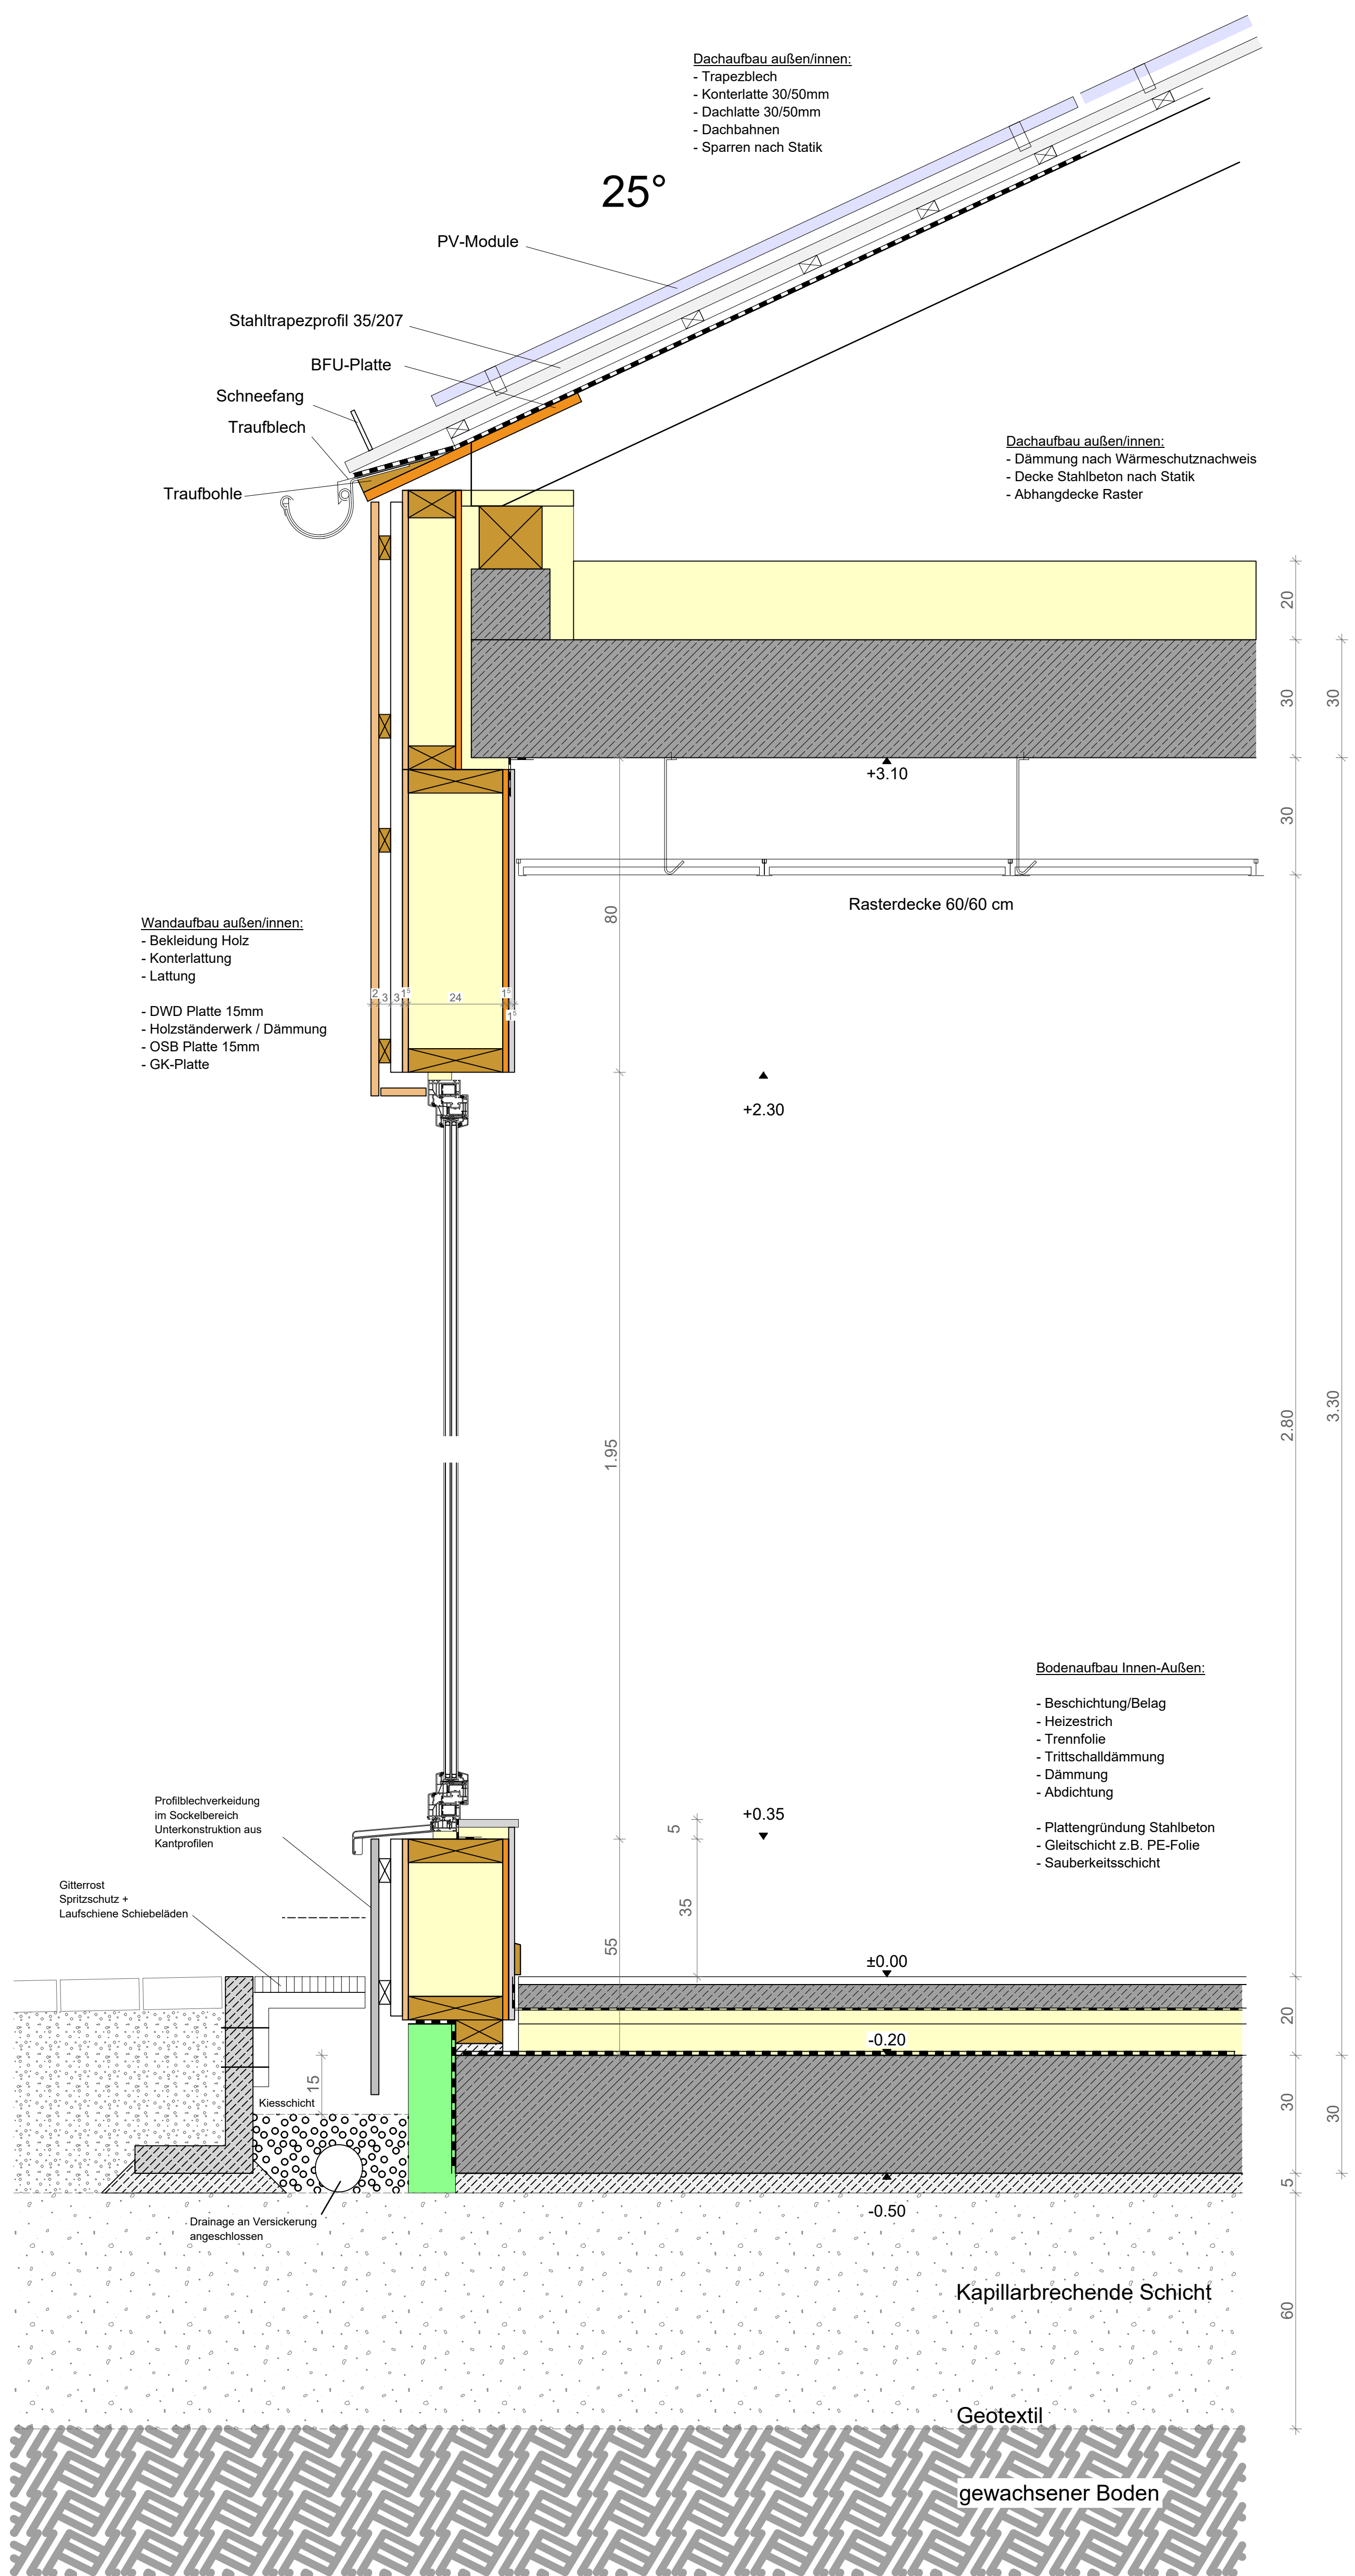 Dachaufbau außen/innen:
- Trapezblech
- Konterlatte 30/50mm
- Dachlatte 30/50mm
- Dachbahnen
- Sparren nach Statik
25°
PV-Module
Stahltrapezprofil 35/207
BFU-Platte
Schneefang
Traufblech
Traufbohle
Dachaufbau außen/innen:
- Dämmung nach Wärmeschutznachweis
- Decke Stahlbeton nach Statik
- Abhangdecke Raster
20
30
30
+3.10
30
80
Rasterdecke 60/60 cm
Wandaufbau außen/innen:
- Bekleidung Holz
- Konterlattung
- Lattung
- DWD Platte 15mm
- Holzständerwerk / Dämmung
- OSB Platte 15mm
- GK-Platte
2 3 3 1⁵ 24 1⁵
1⁵
+2.30
1.95
2.80
3.30
Bodenaufbau Innen-Außen:
- Beschichtung/Belag
- Heizestrich
- Trennfolie
- Trittschalldämmung
- Dämmung
- Abdichtung
- Plattengründung Stahlbeton
- Gleitschicht z.B. PE-Folie
- Sauberkeitsschicht
Profilblechverkeidung
im Sockelbereich
Unterkonstruktion aus
Kantprofilen
+0.35
5
35
55
Gitterrost
Spritzschutz +
Laufschiene Schiebeläden
±0.00
20
-0.20
15
Kiesschicht
30
30
5
-0.50
Drainage an Versickerung
angeschlossen
Kapillarbrechende Schicht
60
Geotextil
gewachsener Boden